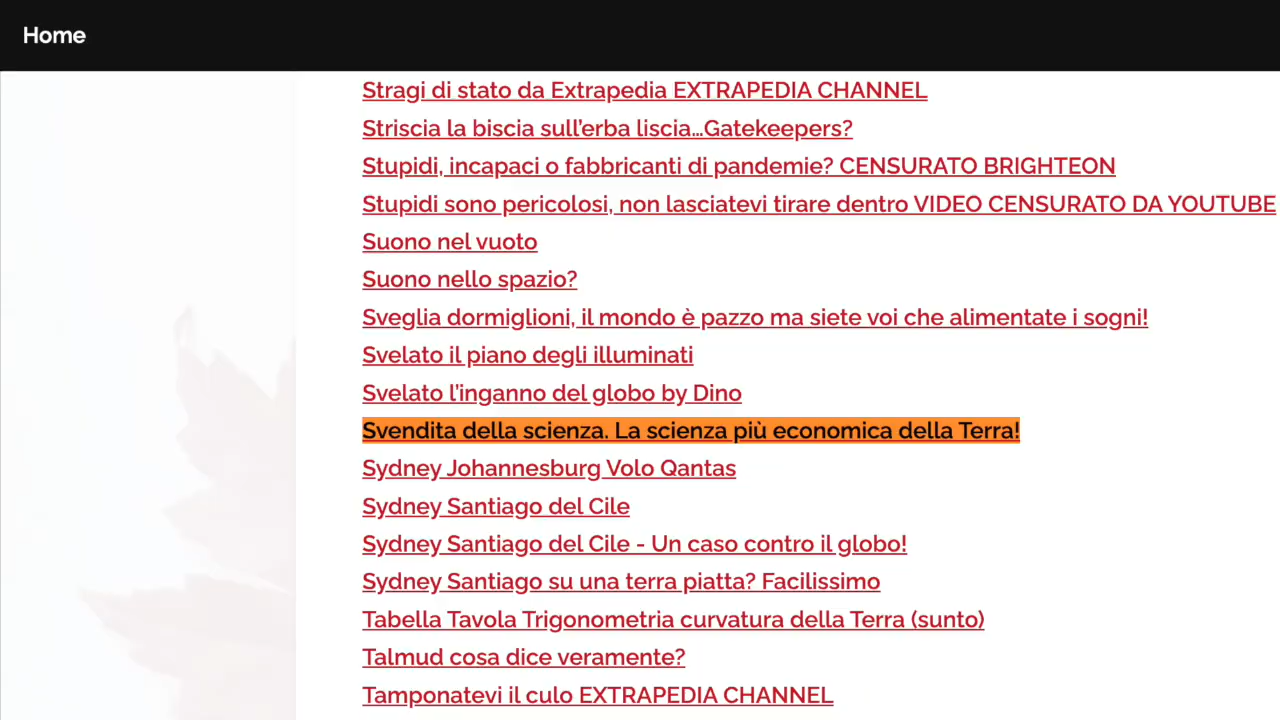 Home
Stragi di stato da Extrapedia EXTRAPEDIA CHANNEL
Striscia la biscia sull'erba liscia...Gatekeepers?
Stupidi, incapaci o fabbricanti di pandemie? CENSURATO BRIGHTEON
Stupidi sono pericolosi, non lasciatevi tirare dentro VIDEO CENSURATO DA YOUTUBE
Suono nel vuoto
Suono nello spazio?
Sveglia dormiglioni, il mondo è pazzo ma siete voi che alimentate i sogni!
Svelato il piano degli illuminati
Svelato l'inganno del globo by Dino
Svendita della scienza. La scienza più economica della Terra!
Sydney Johannesburg Volo Qantas
Sydney Santiago del Cile
Sydney Santiago del Cile - Un caso contro il globo!
Sydney Santiago su una terra piatta? Facilissimo
Tabella Tavola Trigonometria curvatura della Terra (sunto)
Talmud cosa dice veramente?
Tamponatevi il culo EXTRAPEDIA CHANNEL